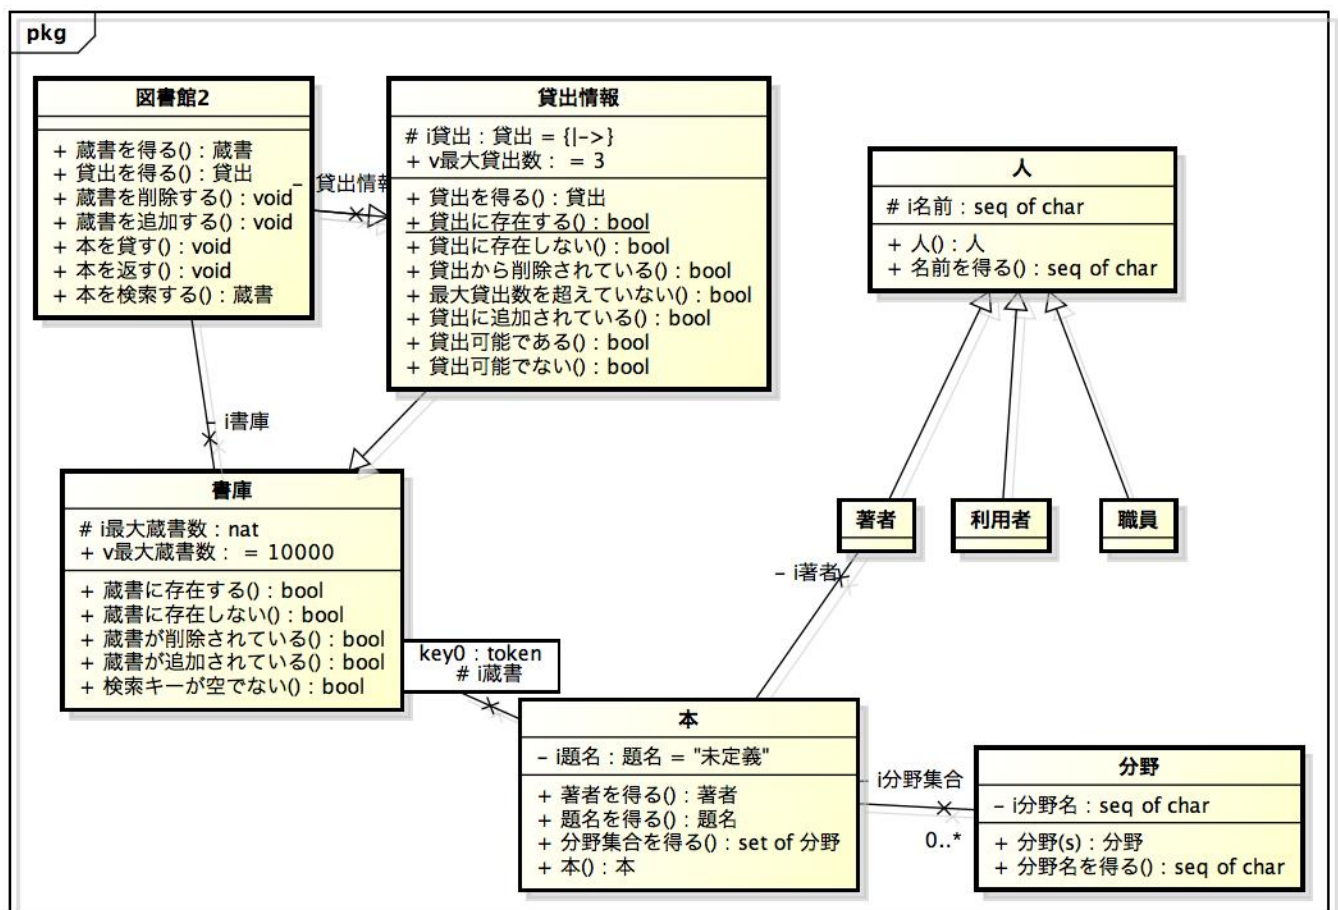 pkg
図書館2
+ 蔵書を得る() : 蔵書
+ 貸出を得る() : 貸出
+ 蔵書を削除する() : void
+ 蔵書を追加する() : void
+ 本を貸す() : void
+ 本を返す() : void
+ 本を検索する() : 蔵書
- 貸出情報
貸出情報
# i貸出 : 貸出 = {|->}
+ v最大貸出数 : = 3
+ 貸出を得る() : 貸出
+ 貸出に存在する() : bool
+ 貸出に存在しない() : bool
+ 貸出から削除されている() : bool
+ 最大貸出数を超えていない() : bool
+ 貸出に追加されている() : bool
+ 貸出可能である() : bool
+ 貸出可能でない() : bool
人
# i名前 : seq of char
+ 人() : 人
+ 名前を得る() : seq of char
- i書庫
書庫
# i最大蔵書数 : nat
+ v最大蔵書数 : = 10000
+ 蔵書に存在する() : bool
+ 蔵書に存在しない() : bool
+ 蔵書が削除されている() : bool
+ 蔵書が追加されている() : bool
+ 検索キーが空でない() : bool
著者
利用者
職員
- i著者
key0 : token
# i蔵書
本
- i題名 : 題名 = "未定義"
+ 著者を得る() : 著者
+ 題名を得る() : 題名
+ 分野集合を得る() : set of 分野
+ 本() : 本
- i分野集合
0..*
分野
- i分野名 : seq of char
+ 分野(s) : 分野
+ 分野名を得る() : seq of char